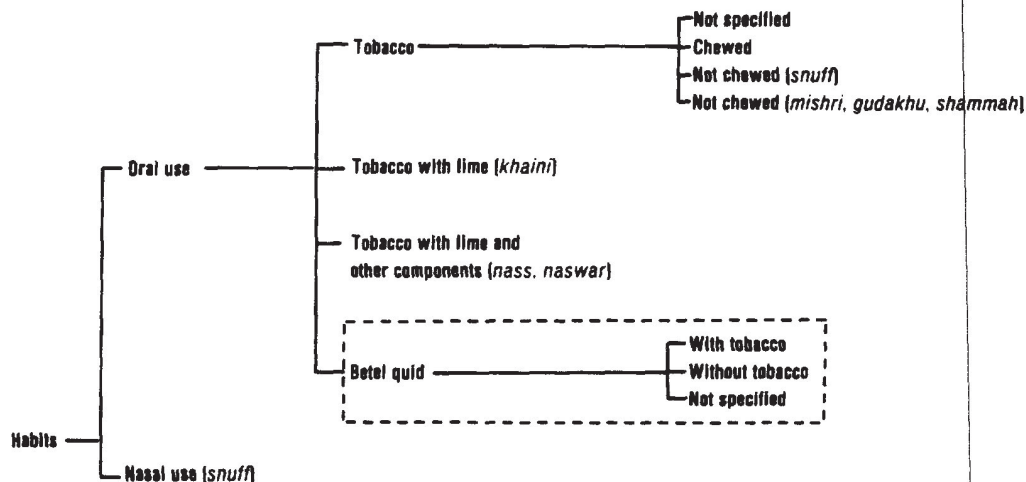 Not specified
Tobacco
Chewed
Not chewed (snuff)
Not chewed (mishri, gudakhu, shammah)
Oral use
Tobacco with lime (khaini)
Tobacco with lime and
other components (nass, naswar)
With tobacco
Betel quid
Without tobacco
Not specified
Habits
Nasal use (snuff)